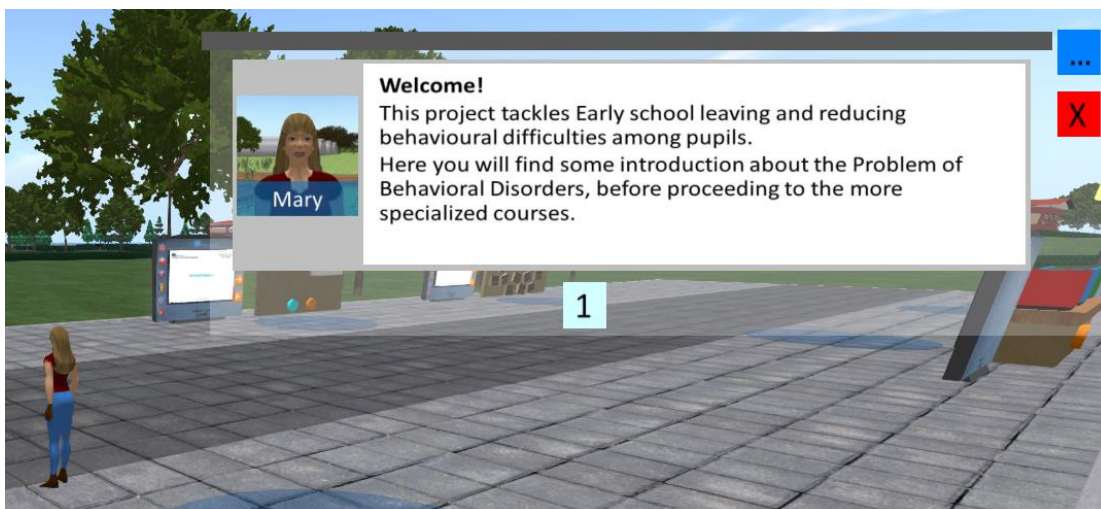 Welcome!
This project tackles Early school leaving and reducing
behavioural difficulties among pupils.
Here you will find some introduction about the Problem of
Behavioral Disorders, before proceeding to the more
specialized courses.
Mary
1
...
X